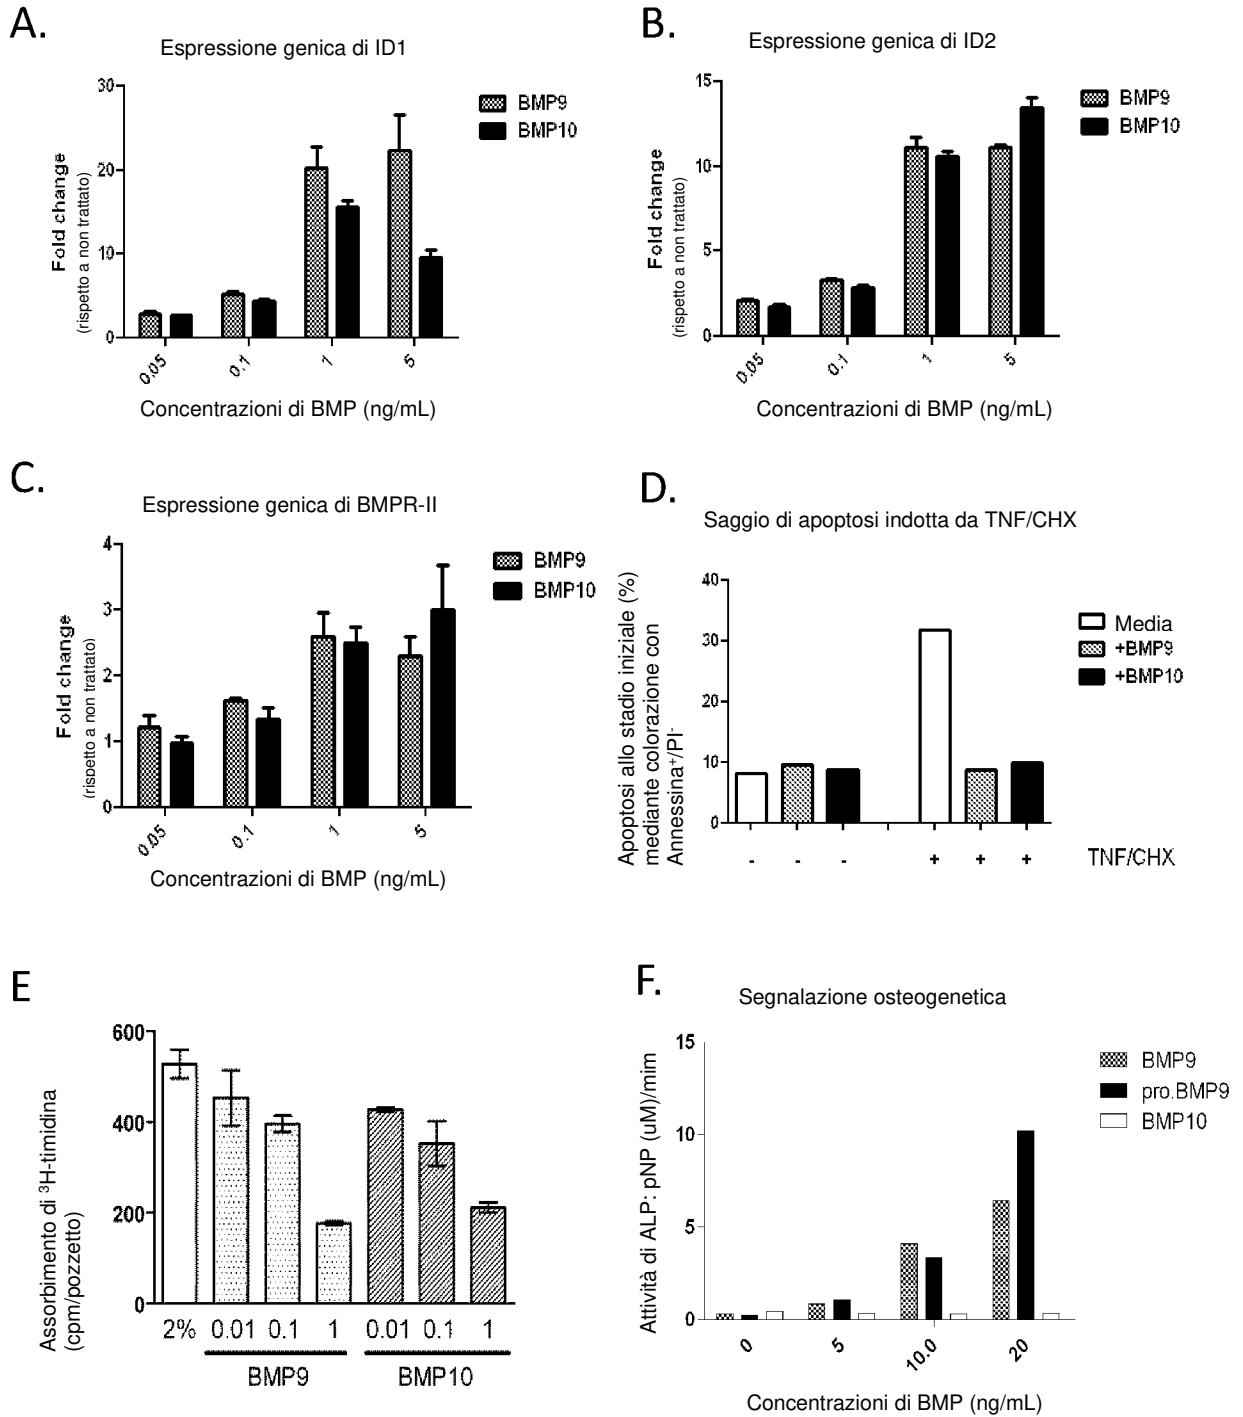 A.
Espressione genica di ID1
30
20
10
0
Fold change
(rispetto a non trattato)
BMP9
BMP10
0.05
0.1
1
5
Concentrazioni di BMP (ng/mL)
B.
Espressione genica di ID2
15
10
5
0
Fold change
(rispetto a non trattato)
BMP9
BMP10
0.05
0.1
1
5
Concentrazioni di BMP (ng/mL)
C.
Espressione genica di BMPR-II
4
3
2
1
0
Fold change
(rispetto a non trattato)
BMP9
BMP10
0.05
0.1
1
5
Concentrazioni di BMP (ng/mL)
D.
Saggio di apoptosi indotta da TNF/CHX
Apoptosi allo stadio iniziale (%)
mediante colorazione con
Annessina⁺/PI⁻
40
30
20
10
0
Media
+BMP9
+BMP10
- - - + + + TNF/CHX
E
Assorbimento di ³H-timidina
(cpm/pozzetto)
600
400
200
0
2% 0.01 0.1 1 0.01 0.1 1
BMP9 BMP10
F.
Segnalazione osteogenetica
Attività di ALP: pNP (uM)/mim
15
10
5
0
BMP9
pro.BMP9
BMP10
0
5
10.0
20
Concentrazioni di BMP (ng/mL)